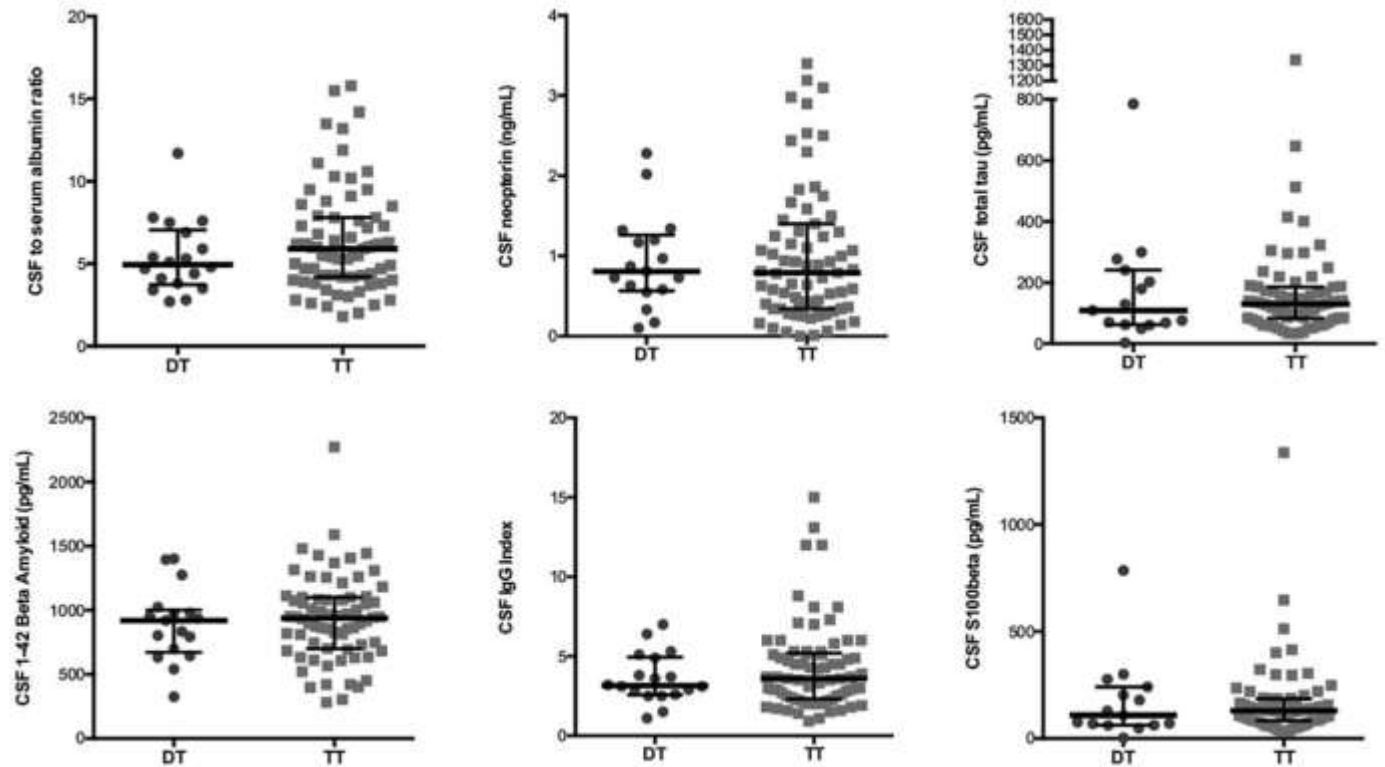 CSF to serum albumin ratio
20
15
10
5
0
DT
TT
CSF neopterin (ng/mL)
4
3
2
1
0
DT
TT
CSF total tau (pg/mL)
1600
1500
1400
1300
1200
800
600
400
200
0
DT
TT
CSF 1-42 Beta Amyloid (pg/mL)
2500
2000
1500
1000
500
0
DT
TT
CSF IgG Index
20
15
10
5
0
DT
TT
CSF S100beta (pg/mL)
1500
1000
500
0
DT
TT